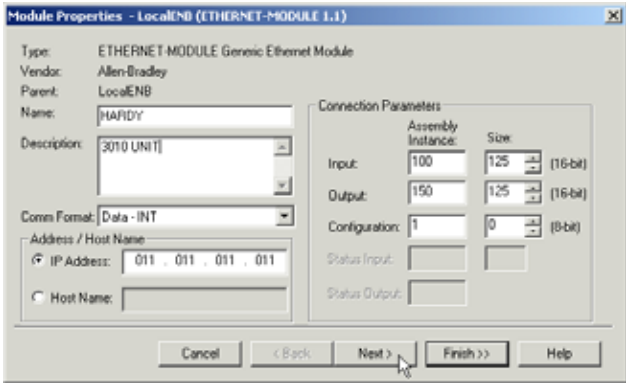 Module Properties - LocalENB (ETHERNET-MODULE 1.1)
Type: ETHERNET-MODULE Generic Ethernet Module
Vendor: Allen-Bradley
Parent: LocalENB
Name: HARDY
Description: 3010 UNIT
Comm Format: Data - INT
Address / Host Name
IP Address: 011 . 011 . 011 . 011
Host Name:
Connection Parameters
Assembly Instance: Size:
Input: 100 125 (16-bit)
Output: 150 125 (16-bit)
Configuration: 1 0 (8-bit)
Status Input:
Status Output:
Cancel < Back Next > Finish >> Help